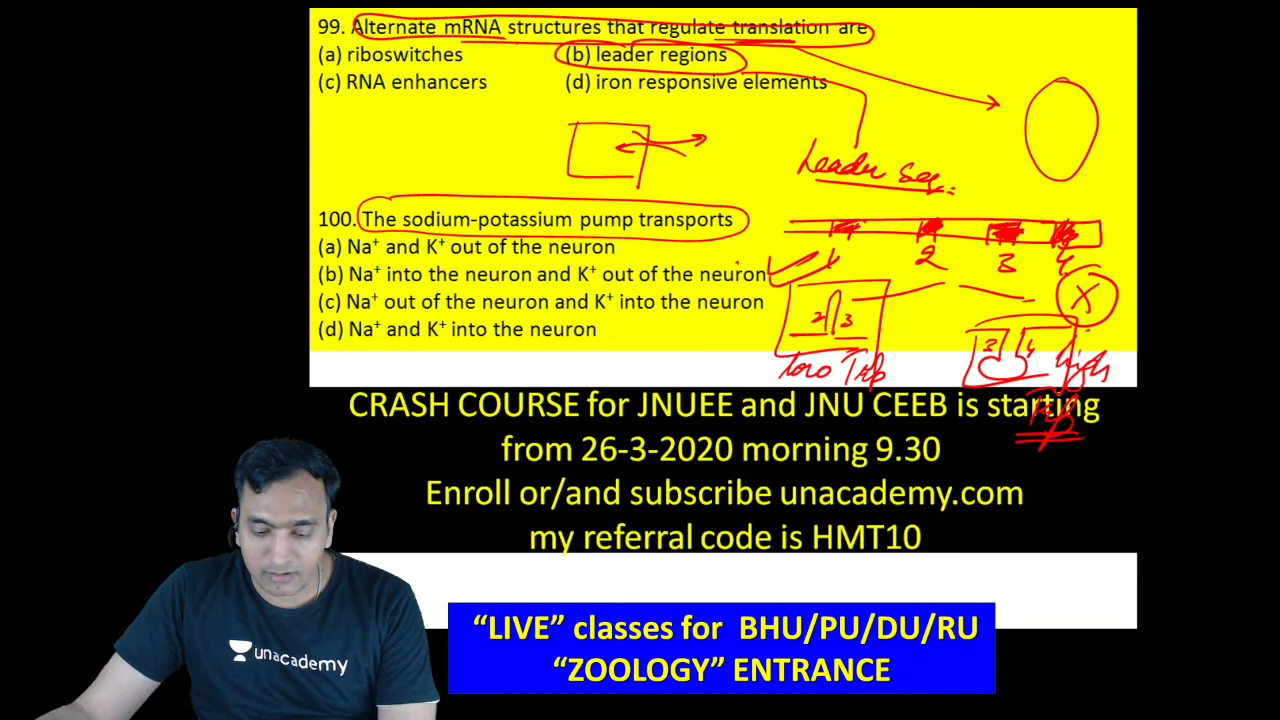 99. Alternate mRNA structures that regulate translation are
(a) riboswitches (b) leader regions
(c) RNA enhancers (d) iron responsive elements
Leader Seq.
100. The sodium-potassium pump transports
(a) Na⁺ and K⁺ out of the neuron
(b) Na⁺ into the neuron and K⁺ out of the neuron
(c) Na⁺ out of the neuron and K⁺ into the neuron
(d) Na⁺ and K⁺ into the neuron
1 2 3 4
X
2 3
3 4
Trp
high
CRASH COURSE for JNUEE and JNU CEEB is starting
from 26-3-2020 morning 9.30
Enroll or/and subscribe unacademy.com
my referral code is HMT10
unacademy
“LIVE” classes for BHU/PU/DU/RU
“ZOOLOGY” ENTRANCE